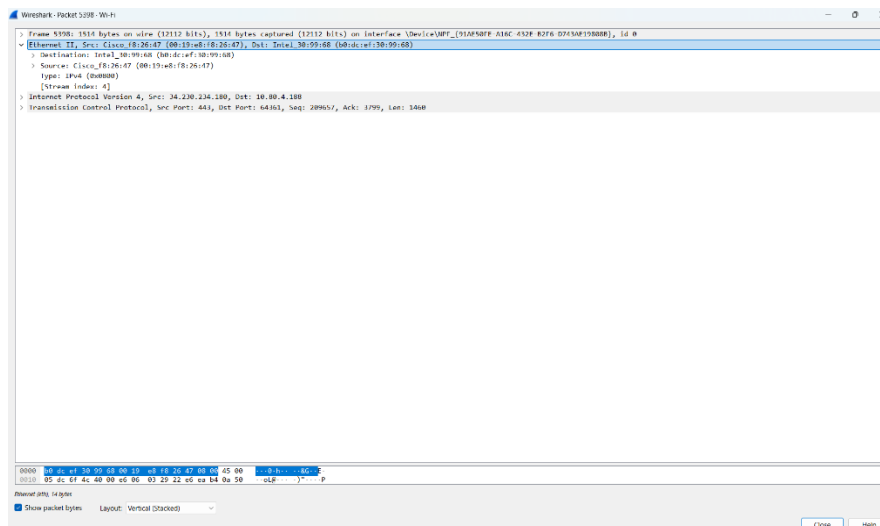 Wireshark · Packet 5398 · Wi-Fi
> Frame 5398: 1514 bytes on wire (12112 bits), 1514 bytes captured (12112 bits) on interface \Device\NPF_ id 0
Ethernet II, Src: Cisco_f8:26:47 (00:19:e8:f8:26:47), Dst: Intel_30:99:68 (b0:dc:ef:30:99:68)
> Destination: Intel_30:99:68 (b0:dc:ef:30:99:68)
> Source: Cisco_f8:26:47 (00:19:e8:f8:26:47)
Type: IPv4 (0x0800)
[Stream index: 4]
> Internet Protocol Version 4, Src: 34.230.234.180, Dst: 10.80.4.180
> Transmission Control Protocol, Src Port: 443, Dst Port: 64361, Seq: 209657, Ack: 3799, Len: 1460
0000 b0 dc ef 30 99 68 00 19 e8 f8 26 47 08 00 45 00 ···0·h·· ··&G··E·
0010 05 dc 6f 4c 40 00 e6 06 03 29 22 e6 ea b4 0a 50 ··oL@··· ·)"····P
Ethernet (eth), 14 bytes
Show packet bytes Layout: Vertical (Stacked)
Close Help